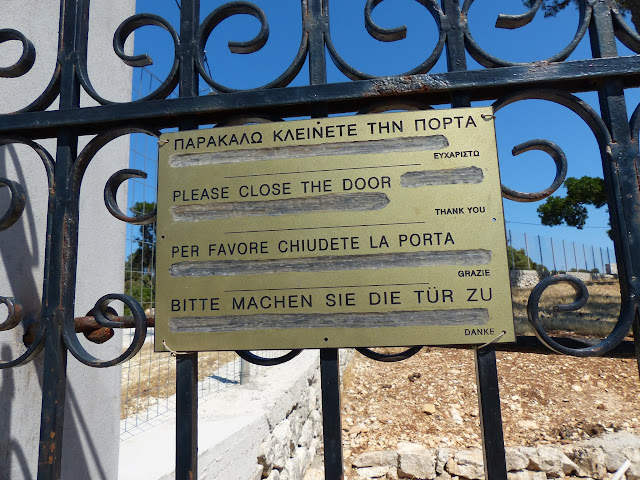 ΠΑΡΑΚΑΛΩ ΚΛΕΙΝΕΤΕ ΤΗΝ ΠΟΡΤΑ
ΕΥΧΑΡΙΣΤΩ
PLEASE CLOSE THE DOOR
THANK YOU
PER FAVORE CHIUDETE LA PORTA
GRAZIE
BITTE MACHEN SIE DIE TÜR ZU
DANKE